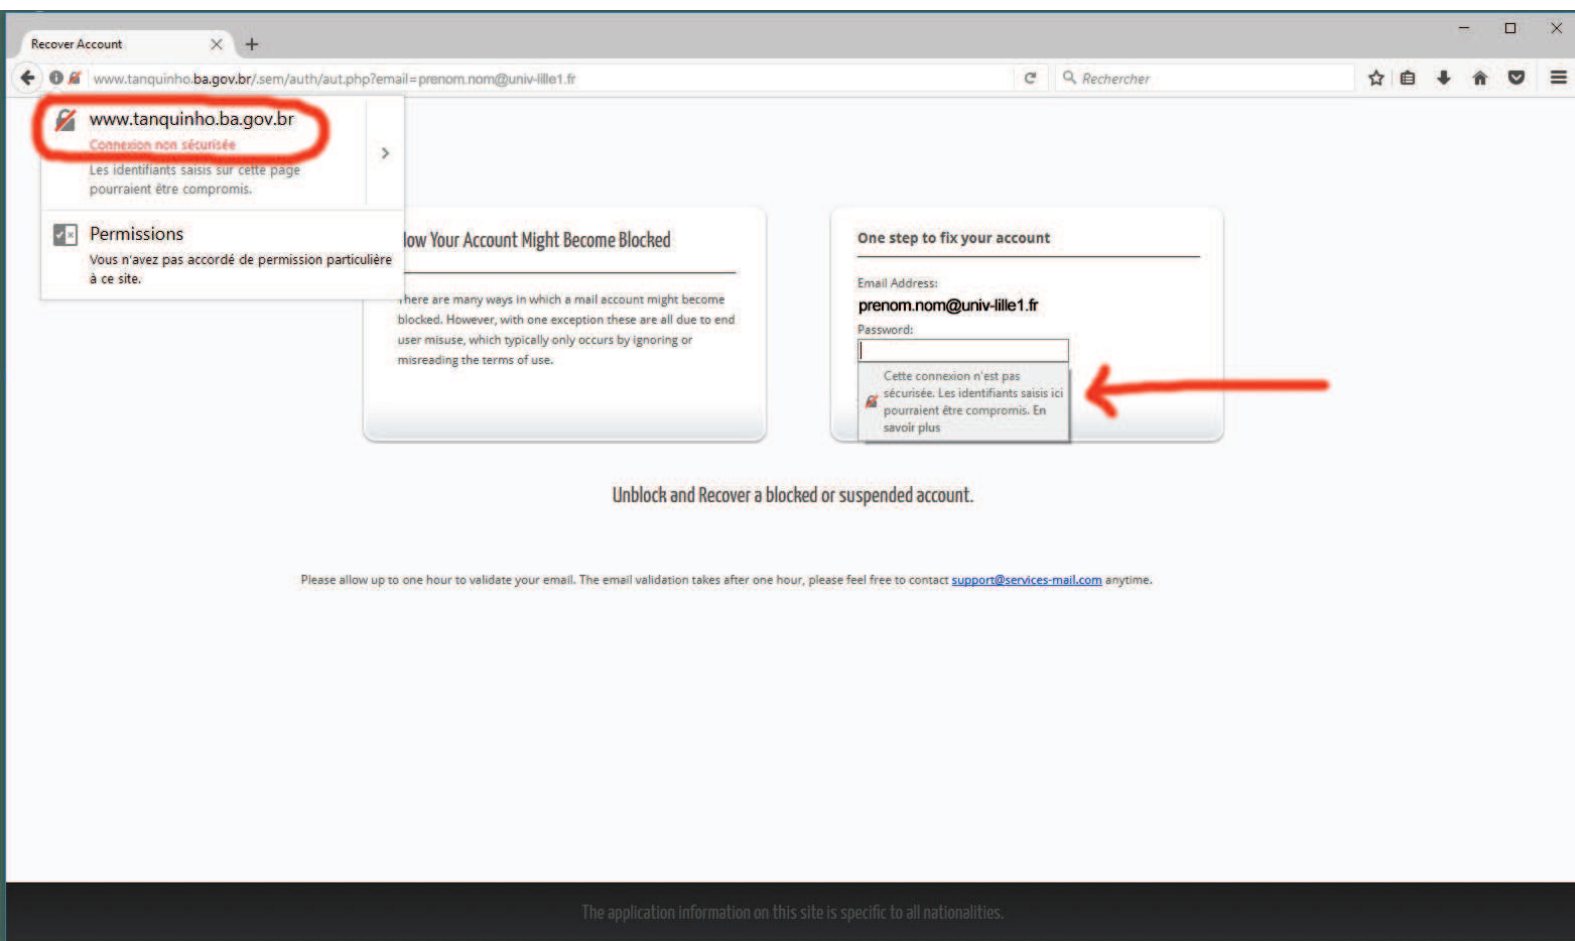 Recover Account
www.tanquinho.ba.gov.br/.sem/auth/aut.php?email=prenom.nom@univ-lille1.fr
Rechercher
www.tanquinho.ba.gov.br
Connexion non sécurisée
Les identifiants saisis sur cette page
pourraient être compromis.
Permissions
Vous n'avez pas accordé de permission particulière
à ce site.
How Your Account Might Become Blocked
There are many ways in which a mail account might become
blocked. However, with one exception these are all due to end
user misuse, which typically only occurs by ignoring or
misreading the terms of use.
One step to fix your account
Email Address:
prenom.nom@univ-lille1.fr
Password:
Cette connexion n'est pas
sécurisée. Les identifiants saisis ici
pourraient être compromis. En
savoir plus
Unblock and Recover a blocked or suspended account.
Please allow up to one hour to validate your email. The email validation takes after one hour, please feel free to contact support@services-mail.com anytime.
The application information on this site is specific to all nationalities.